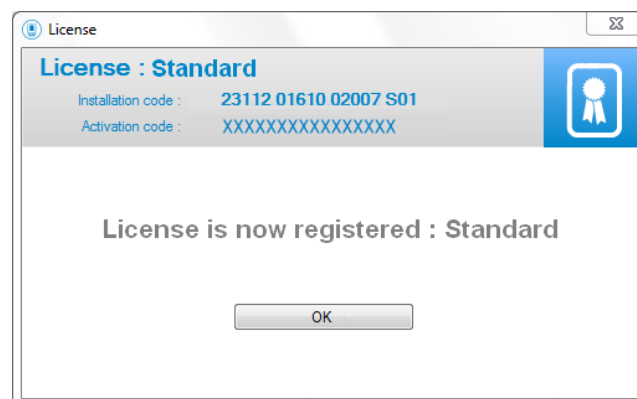 License
License : Standard
Installation code : 23112 01610 02007 S01
Activation code : XXXXXXXXXXXXXXXX
License is now registered : Standard
OK